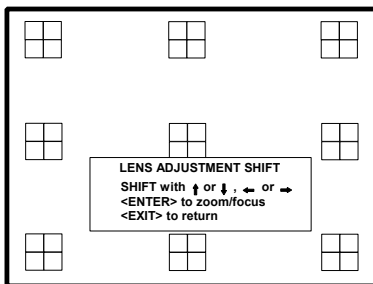 LENS ADJUSTMENT SHIFT
SHIFT with ↑ or ↓ , ← or →
<ENTER> to zoom/focus
<EXIT> to return